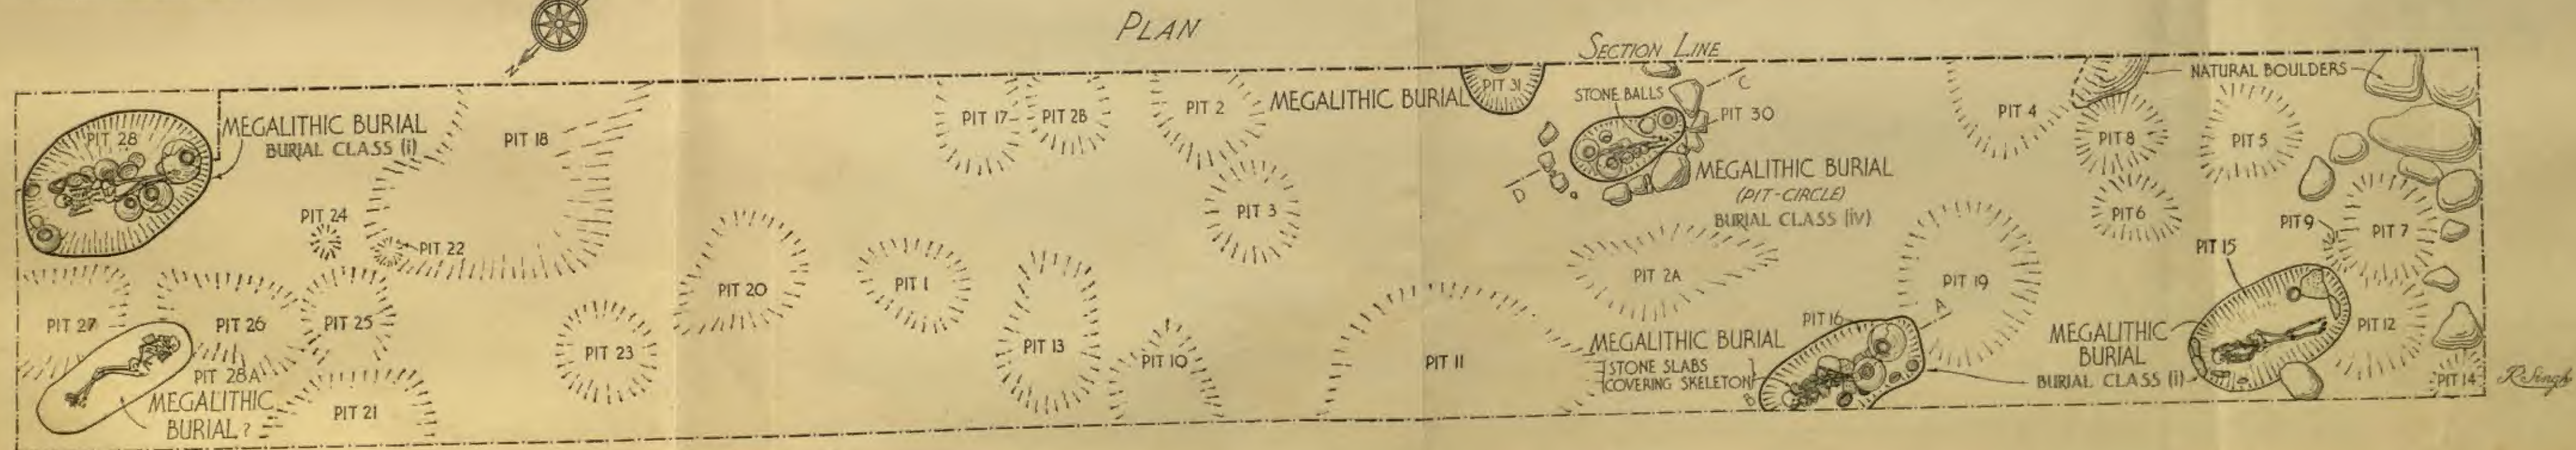 PLAN
N
SECTION LINE
PIT 28
MEGALITHIC BURIAL
BURIAL CLASS (i)
PIT 18
PIT 24
PIT 22
PIT 27
PIT 26
PIT 25
PIT 28A
MEGALITHIC
BURIAL ?
PIT 21
PIT 23
PIT 20
PIT 1
PIT 17
PIT 2B
PIT 2
PIT 3
PIT 13
PIT 10
PIT 11
MEGALITHIC BURIAL
PIT 31
STONE BALLS
C
PIT 30
D
MEGALITHIC BURIAL
(PIT-CIRCLE)
BURIAL CLASS (iv)
PIT 2A
PIT 19
A
PIT 16
MEGALITHIC BURIAL
STONE SLABS
COVERING SKELETON
B
PIT 4
NATURAL BOULDERS
PIT 8
PIT 5
PIT 6
PIT 9
PIT 7
PIT 15
MEGALITHIC
BURIAL
BURIAL CLASS (i)
PIT 12
PIT 14
R. Singh